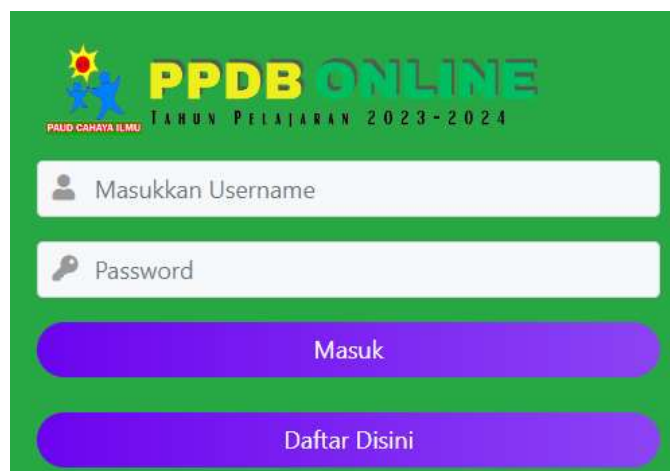 PPDB ONLINE
PAUD CAHAYA ILMU
TAHUN PELAJARAN 2023-2024
Masukkan Username
Password
Masuk
Daftar Disini